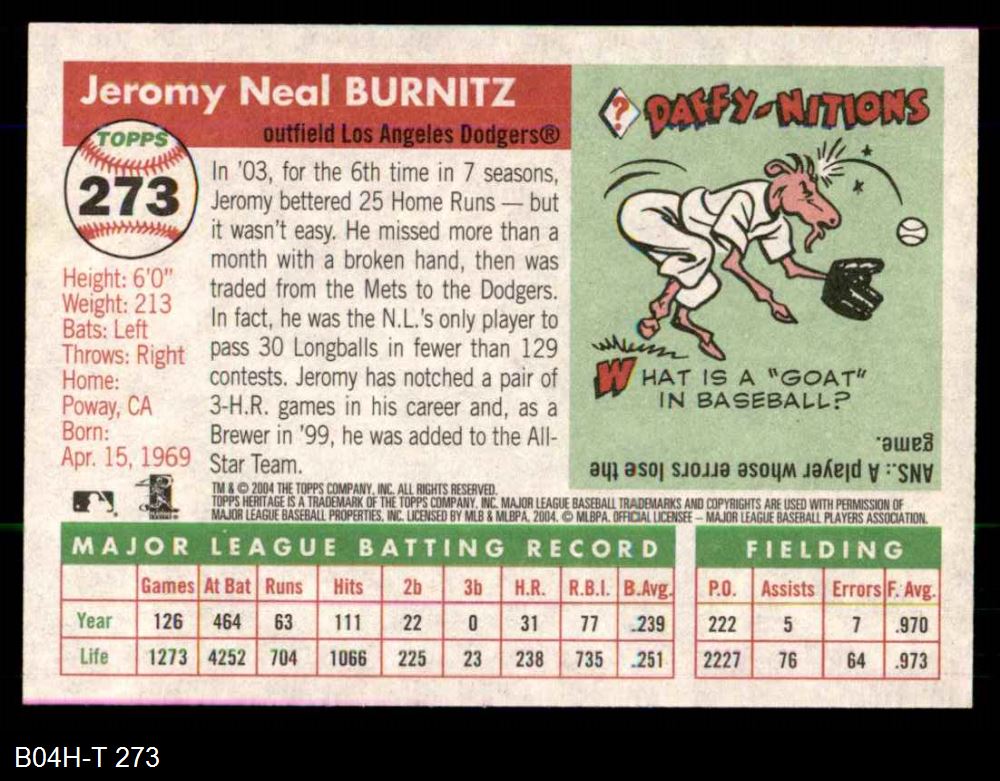 Jeromy Neal BURNITZ
outfield Los Angeles Dodgers®
TOPPS
273
Height: 6'0"
Weight: 213
Bats: Left
Throws: Right
Home:
Poway, CA
Born:
Apr. 15, 1969
In '03, for the 6th time in 7 seasons,
Jeromy bettered 25 Home Runs — but
it wasn't easy. He missed more than a
month with a broken hand, then was
traded from the Mets to the Dodgers.
In fact, he was the N.L.'s only player to
pass 30 Longballs in fewer than 129
contests. Jeromy has notched a pair of
3-H.R. games in his career and, as a
Brewer in '99, he was added to the All-
Star Team.
? DAFFY-NITIONS
WHAT IS A "GOAT"
IN BASEBALL?
ANS.: A player whose errors lose the
game.
TM & © 2004 THE TOPPS COMPANY, INC. ALL RIGHTS RESERVED.
TOPPS HERITAGE IS A TRADEMARK OF THE TOPPS COMPANY, INC. MAJOR LEAGUE BASEBALL TRADEMARKS AND COPYRIGHTS ARE USED WITH PERMISSION OF
MAJOR LEAGUE BASEBALL PROPERTIES, INC. LICENSED BY MLB & MLBPA, 2004. © MLBPA. OFFICIAL LICENSEE – MAJOR LEAGUE BASEBALL PLAYERS ASSOCIATION.
MAJOR LEAGUE BATTING RECORD FIELDING
Games At Bat Runs Hits 2b 3b H.R. R.B.I. B.Avg. P.O. Assists Errors F. Avg.
Year 126 464 63 111 22 0 31 77 .239 222 5 7 .970
Life 1273 4252 704 1066 225 23 238 735 .251 2227 76 64 .973
B04H-T 273